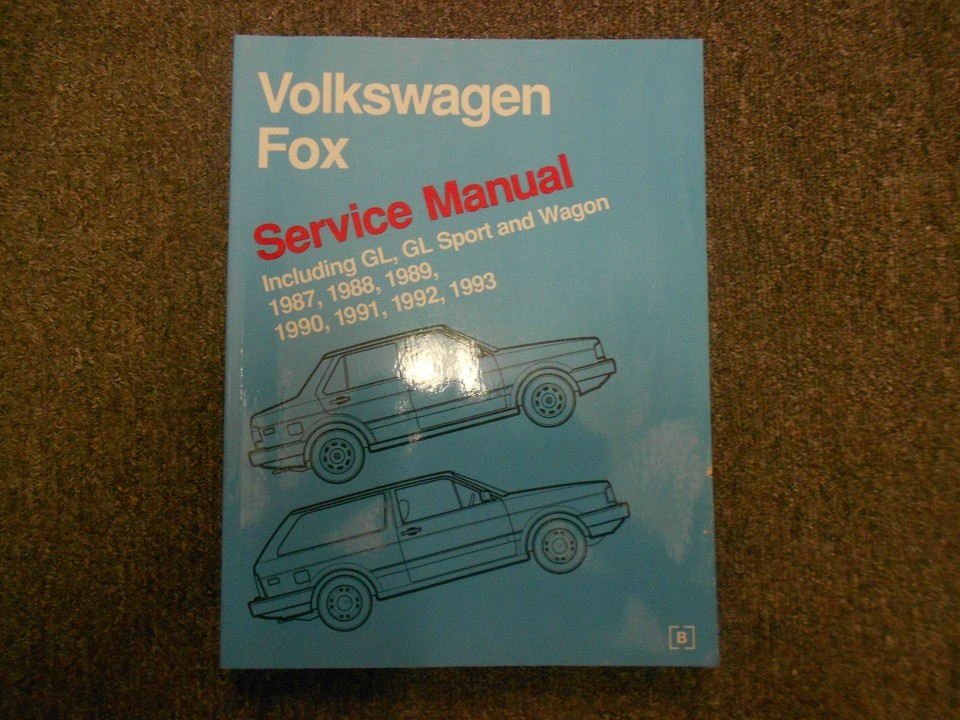 Volkswagen
Fox
Service Manual
Including GL, GL Sport and Wagon
1987, 1988, 1989,
1990, 1991, 1992, 1993
[B]